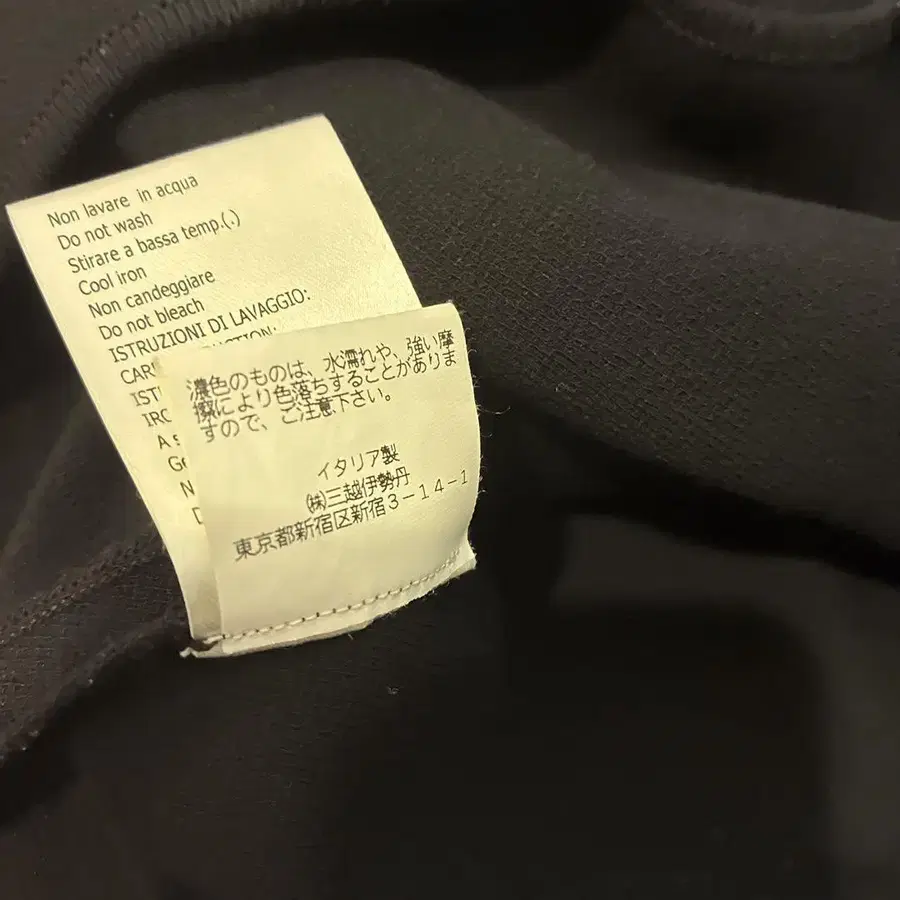 Non lavare in acqua
Do not wash
Stirare a bassa temp.(.)
Cool iron
Non candeggiare
Do not bleach
ISTRUZIONI DI LAVAGGIO:
濃色のものは、水濡れや、強い摩
擦により色落ちすることがありま
すので、ご注意下さい。
イタリア製
㈱三越伊勢丹
東京都新宿区新宿3-14-1